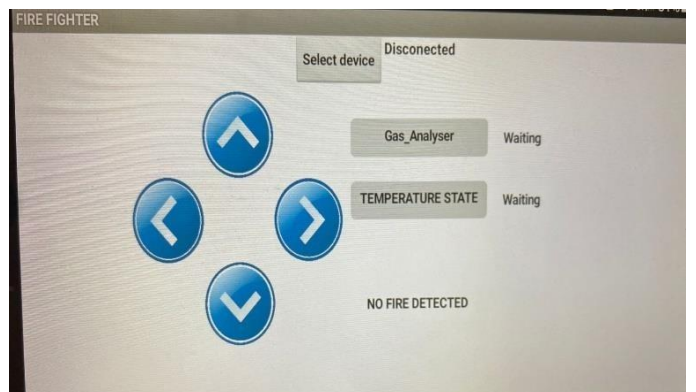 FIRE FIGHTER
Select device Disconected
Gas_Analyser Waiting
TEMPERATURE STATE Waiting
NO FIRE DETECTED